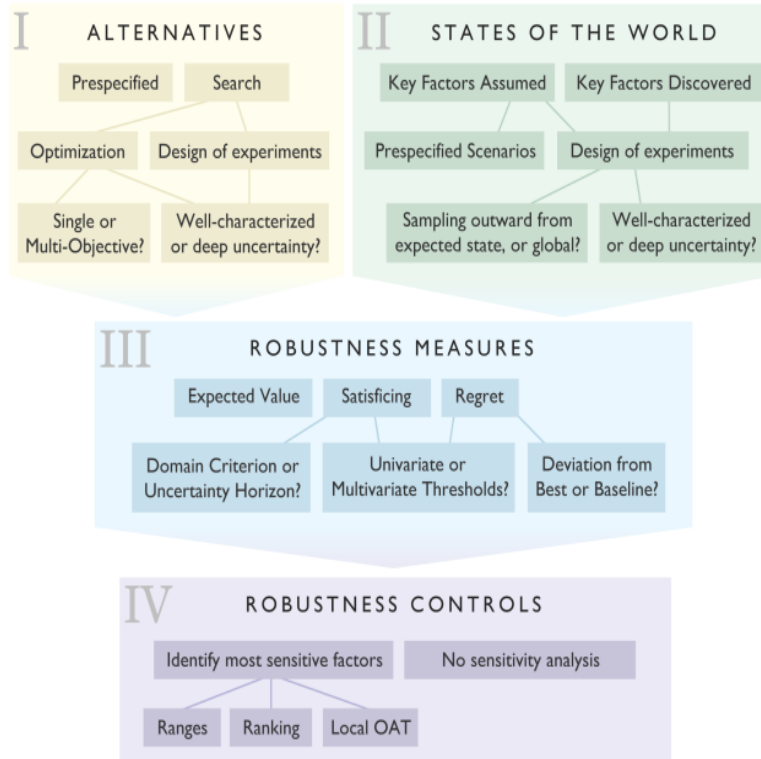 I ALTERNATIVES
Prespecified
Search
Optimization
Design of experiments
Single or
Multi-Objective?
Well-characterized
or deep uncertainty?
II STATES OF THE WORLD
Key Factors Assumed
Key Factors Discovered
Prespecified Scenarios
Design of experiments
Sampling outward from
expected state, or global?
Well-characterized
or deep uncertainty?
III ROBUSTNESS MEASURES
Expected Value
Satisficing
Regret
Domain Criterion or
Uncertainty Horizon?
Univariate or
Multivariate Thresholds?
Deviation from
Best or Baseline?
IV ROBUSTNESS CONTROLS
Identify most sensitive factors
No sensitivity analysis
Ranges
Ranking
Local OAT